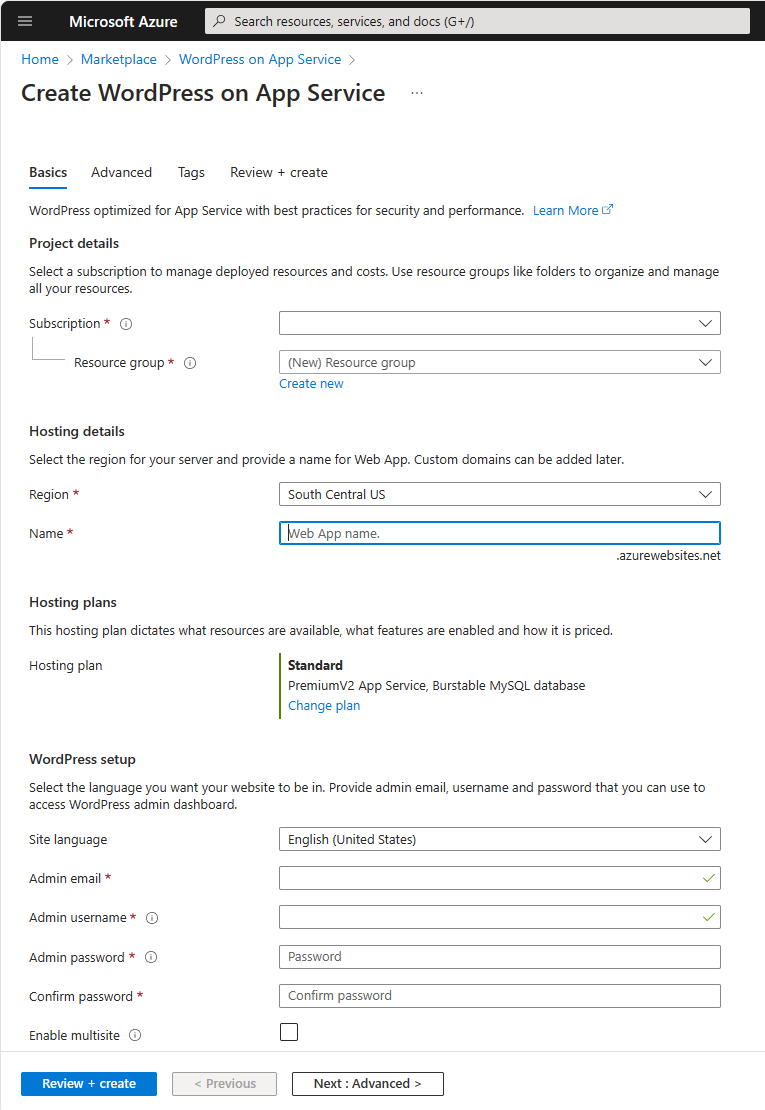 Microsoft Azure
Search resources, services, and docs (G+/)
Home > Marketplace > WordPress on App Service >
Create WordPress on App Service ...
Basics Advanced Tags Review + create
WordPress optimized for App Service with best practices for security and performance. Learn More
Project details
Select a subscription to manage deployed resources and costs. Use resource groups like folders to organize and manage
all your resources.
Subscription *
Resource group * (New) Resource group
Create new
Hosting details
Select the region for your server and provide a name for Web App. Custom domains can be added later.
Region * South Central US
Name * Web App name.
.azurewebsites.net
Hosting plans
This hosting plan dictates what resources are available, what features are enabled and how it is priced.
Hosting plan Standard
PremiumV2 App Service, Burstable MySQL database
Change plan
WordPress setup
Select the language you want your website to be in. Provide admin email, username and password that you can use to
access WordPress admin dashboard.
Site language English (United States)
Admin email *
Admin username *
Admin password * Password
Confirm password * Confirm password
Enable multisite
Review + create < Previous Next : Advanced >